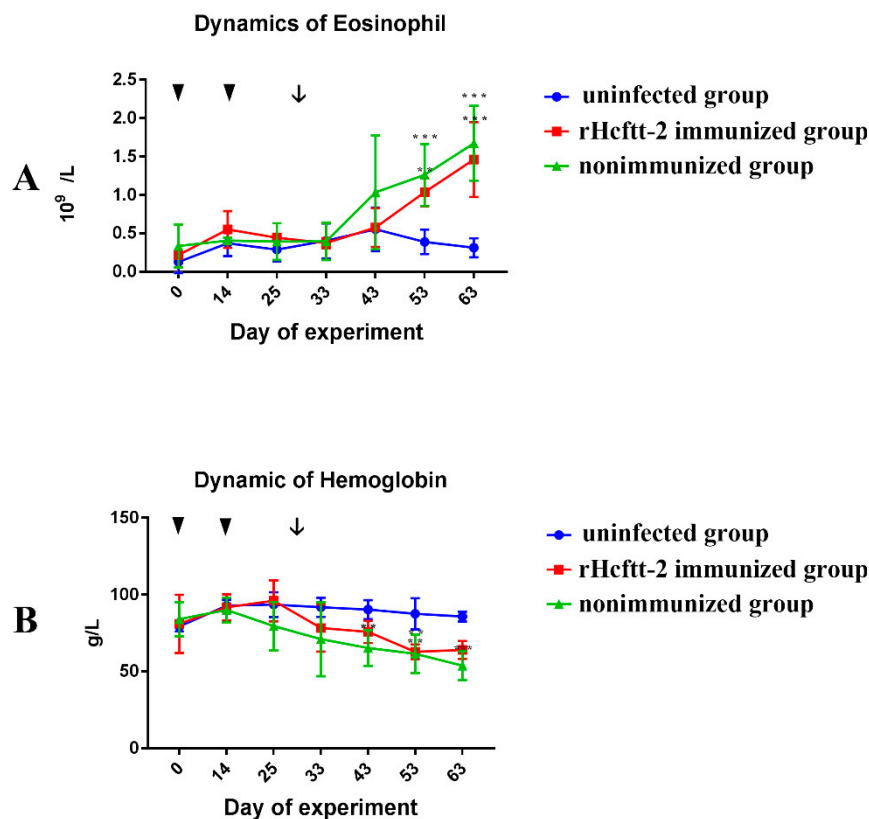 Dynamics of Eosinophil
A
10⁹ /L
2.5
2.0
1.5
1.0
0.5
0.0
***
***
***
**
0 14 25 33 43 53 63
Day of experiment
uninfected group
rHcftt-2 immunized group
nonimmunized group
Dynamic of Hemoglobin
B
g/L
150
100
50
0
**
**
**
***
0 14 25 33 43 53 63
Day of experiment
uninfected group
rHcftt-2 immunized group
nonimmunized group